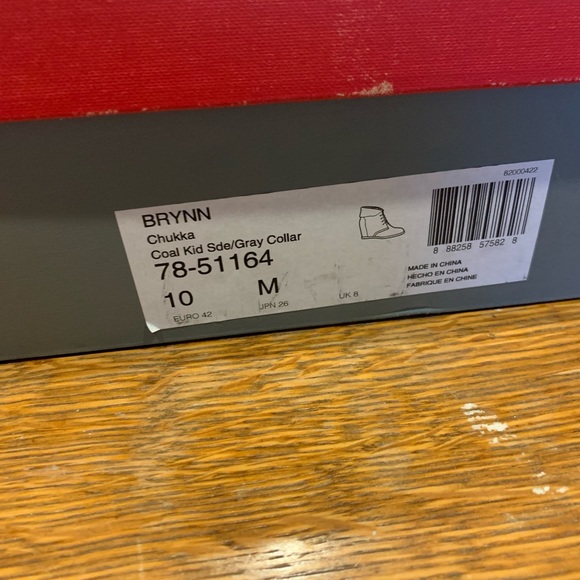 82000422
BRYNN
Chukka
Coal Kid Sde/Gray Collar
78-51164
8 88258 57582 8
MADE IN CHINA
HECHO EN CHINA
FABRIQUE EN CHINE
10 M
EURO 42 JPN 26 UK 8